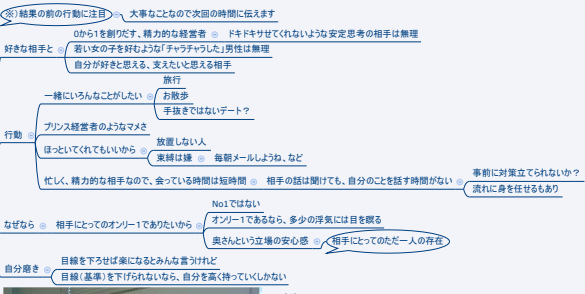 ※)結果の前の行動に注目
大事なことなので次回の時間に伝えます
好きな相手と
0から1を創りだす、精力的な経営者
ドキドキさせてくれないような安定思考の相手は無理
若い女の子を好むような「チャラチャラした」男性は無理
自分が好きと思える、支えたいと思える相手
行動
一緒にいろんなことがしたい
旅行
お散歩
手抜きではないデート?
プリンス経営者のようなマメさ
ほっといてくれてもいいから
放置しない人
束縛は嫌
毎朝メールしようね、など
忙しく、精力的な相手なので、会っている時間は短時間
相手の話は聞けても、自分のことを話す時間がない
事前に対策立てられないか?
流れに身を任せるもあり
なぜなら
相手にとってのオンリー1でありたいから
No1ではない
オンリー1であるなら、多少の浮気には目を瞑る
奥さんという立場の安心感
相手にとってのただ一人の存在
自分磨き
目線を下ろせば楽になるとみんな言うけれど
目線(基準)を下げられないなら、自分を高く持っていくしかない